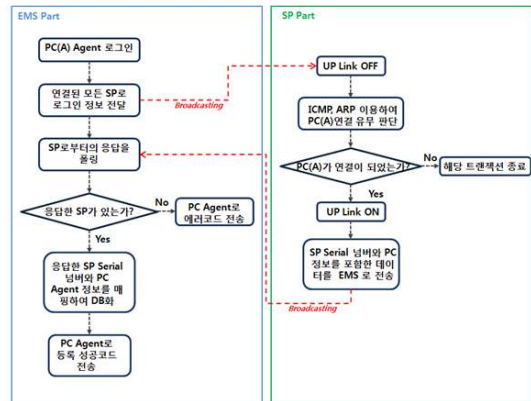 EMS Part
PC(A) Agent 로그인
연결된 모든 SP로
로그인 정보 전달
Broadcasting
SP로부터의 응답을
폴링
응답한 SP가 있는가?
No
PC Agent로
에러코드 전송
Yes
응답한 SP Serial
넘버와 PC
Agent 정보를 매
핑하여 DB화
PC Agent로
등록 성공코드
전송
SP Part
UP Link OFF
ICMP, ARP 이용하여
PC(A)연결 유무 판단
PC(A)가 연결이 되었는가?
No
해당 트랜젝션 종료
Yes
UP Link ON
SP Serial 넘버와 PC
정보를 포함한 데이
터를 EMS 로 전송
Broadcasting